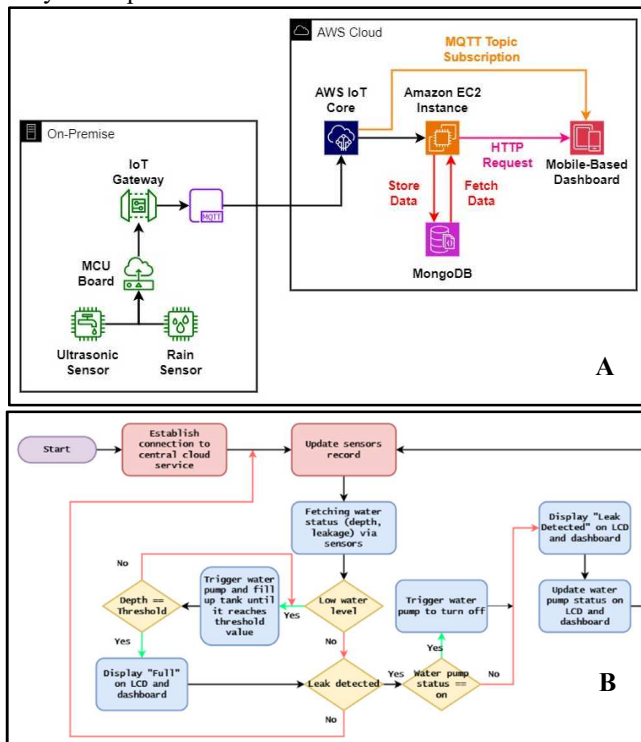 AWS Cloud
MQTT Topic
Subscription
AWS IoT
Core
Amazon EC2
Instance
HTTP
Request
Mobile-Based
Dashboard
Store
Data
Fetch
Data
MongoDB
On-Premise
IoT
Gateway
MQTT
MCU
Board
Ultrasonic
Sensor
Rain
Sensor
A
Start
Establish
connection to
central cloud
service
Update sensors
record
Fetching water
status (depth,
leakage) via
sensors
Display "Leak
Detected" on LCD
and dashboard
No
Depth ==
Threshold
Trigger water
pump and fill
up tank until
it reaches
threshold
value
Yes
Low water
level
Trigger water
pump to turn off
Update water
pump status on
LCD and
dashboard
Yes
No
Yes
Display "Full"
on LCD and
dashboard
Leak detected
Yes
Water pump
status ==
on
No
No
B